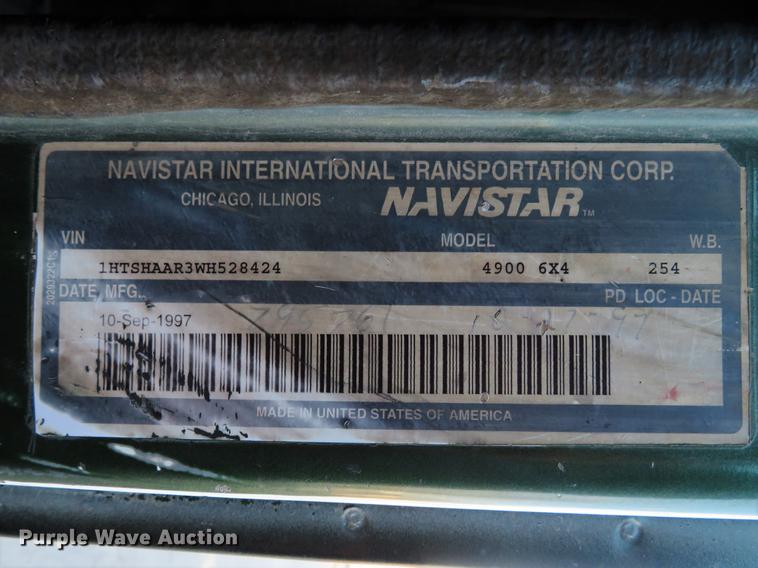 NAVISTAR INTERNATIONAL TRANSPORTATION CORP.
CHICAGO, ILLINOIS NAVISTAR TM
VIN MODEL W.B.
1HTSHAAR3WH528424 4900 6X4 254
DATE MFG. PD LOC - DATE
10-Sep-1997
MADE IN UNITED STATES OF AMERICA
Purple Wave Auction